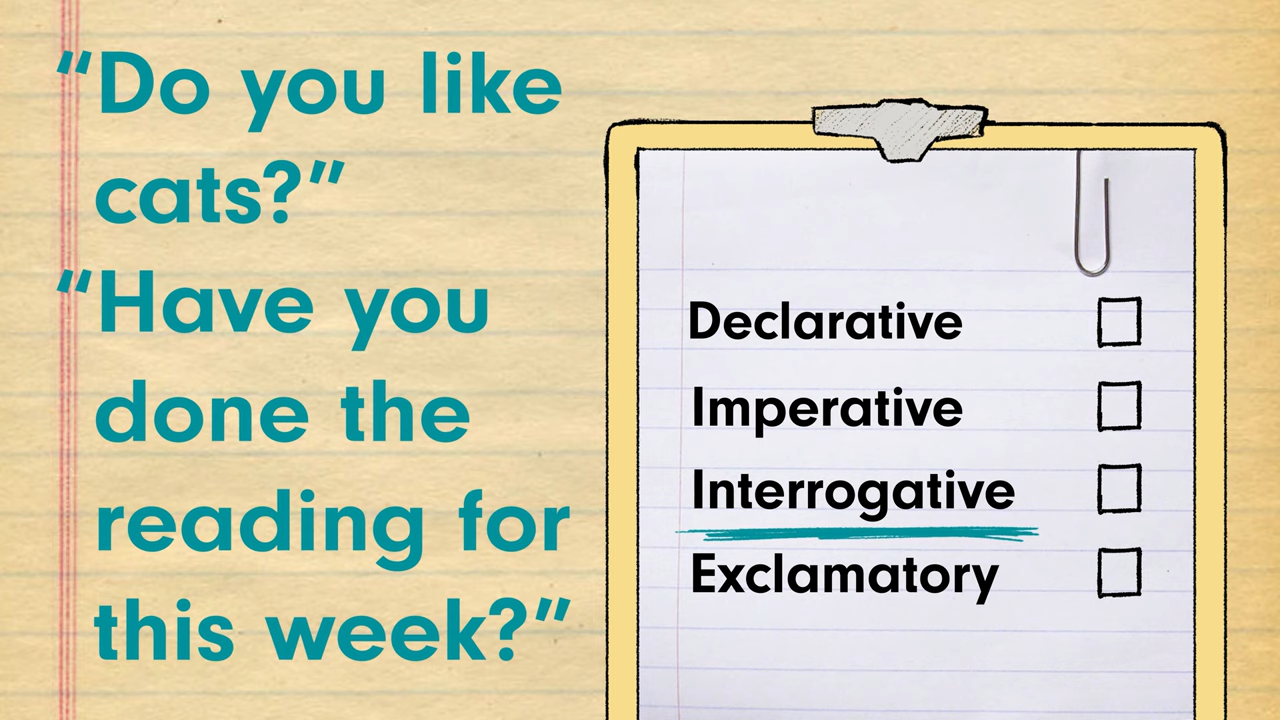 “Do you like
cats?”
“Have you
done the
reading for
this week?”
Declarative
Imperative
Interrogative
Exclamatory